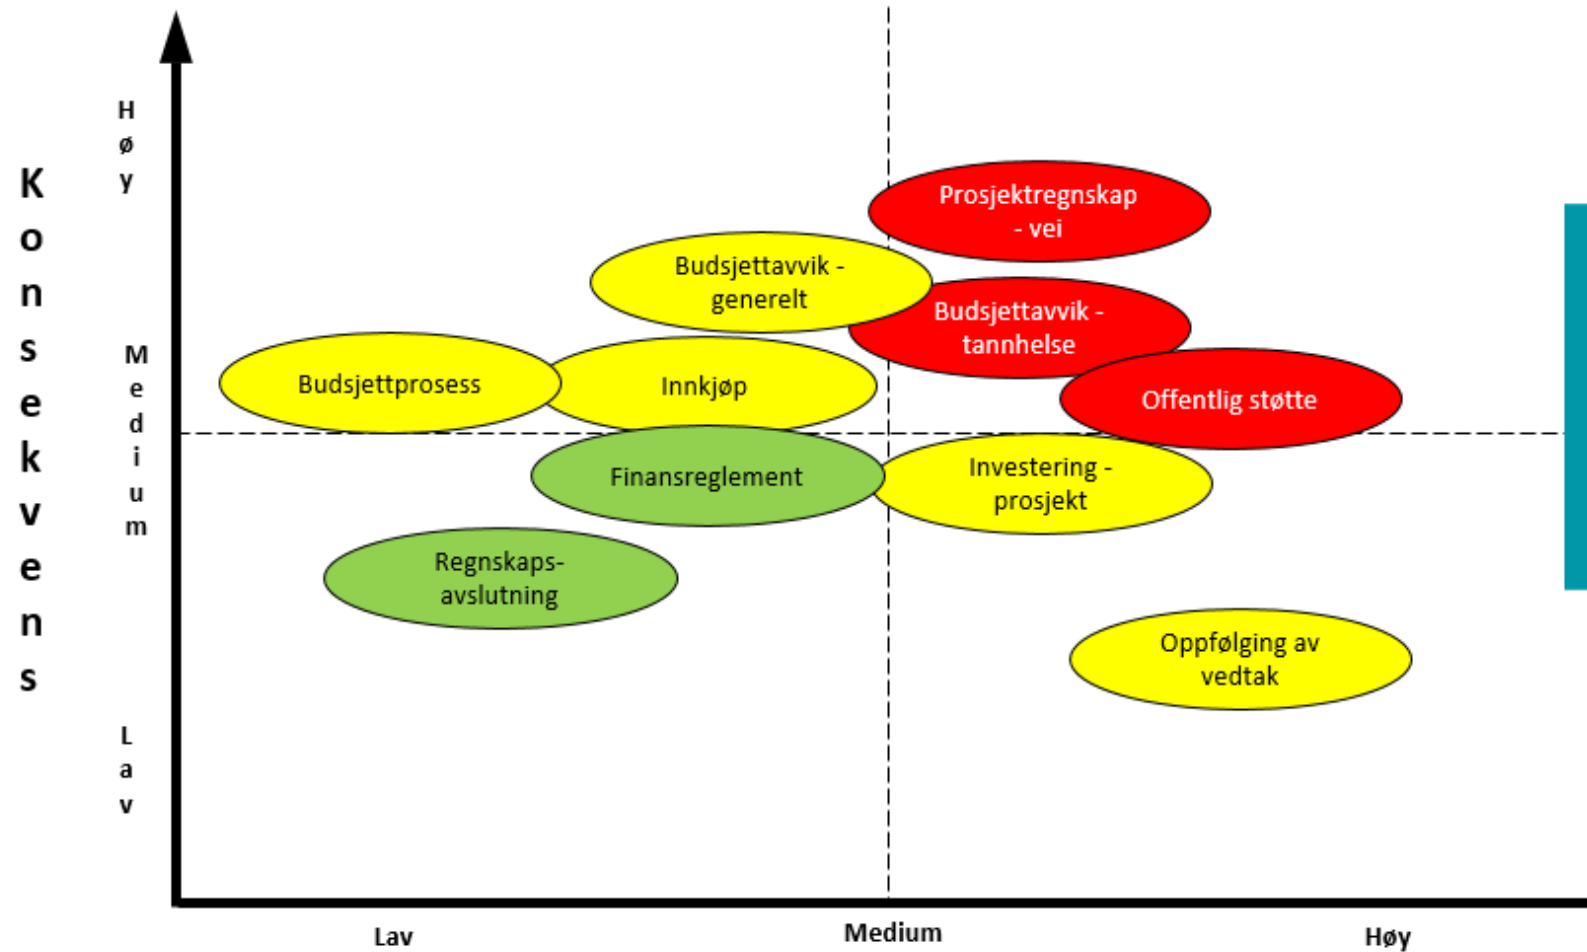 Konsekvens
Høy
Medium
Lav
Prosjektregnskap
- vei
Budsjettavvik -
generelt
Budsjettavvik -
tannhelse
Budsjettprosess
Innkjøp
Offentlig støtte
Finansreglement
Investering -
prosjekt
Regnskaps-
avslutning
Oppfølging av
vedtak
Lav
Medium
Høy